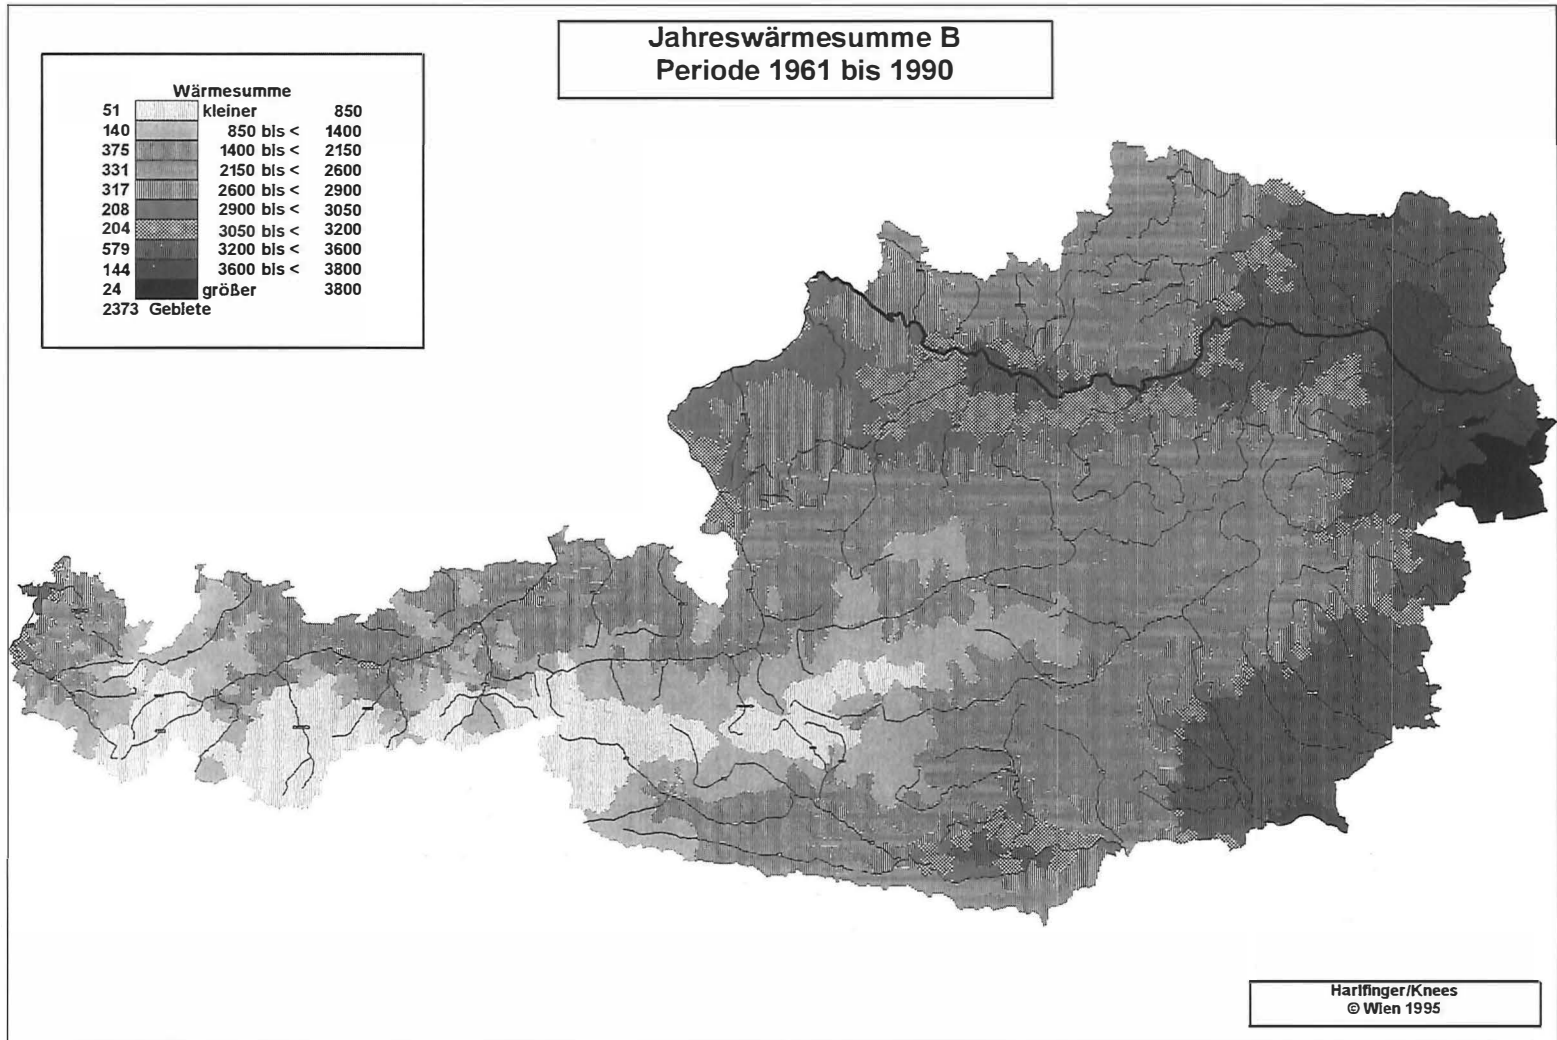 Jahreswärmesumme B
Periode 1961 bis 1990
Wärmesumme
51 kleiner 850
140 850 bis < 1400
375 1400 bis < 2150
331 2150 bis < 2600
317 2600 bis < 2900
208 2900 bis < 3050
204 3050 bis < 3200
579 3200 bis < 3600
144 3600 bis < 3800
24 größer 3800
2373 Gebiete
Harlfinger/Knees
© Wien 1995